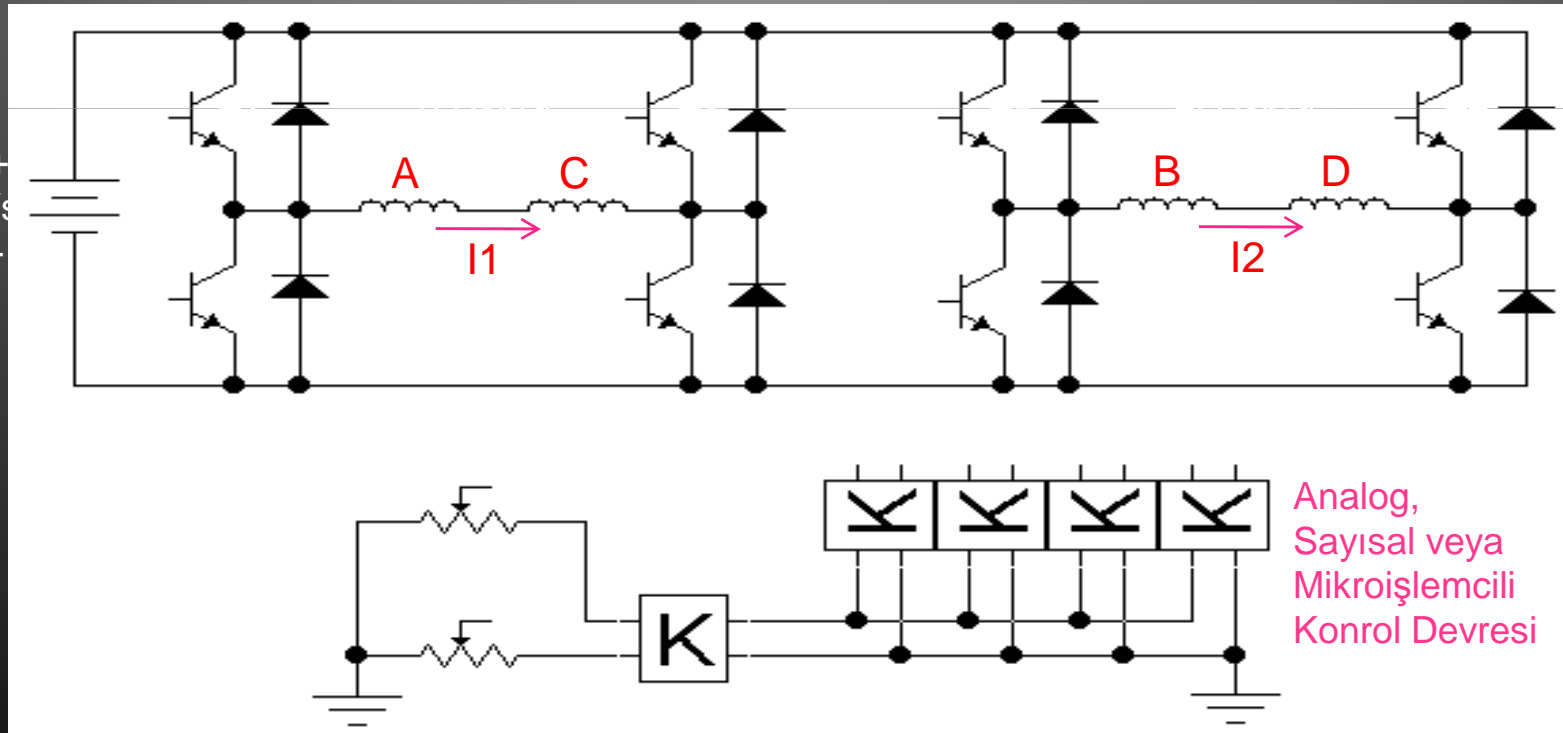 A
C
B
D
I1
I2
K
K
K
K
K
Analog,
Sayısal veya
Mikroişlemcili
Konrol Devresi